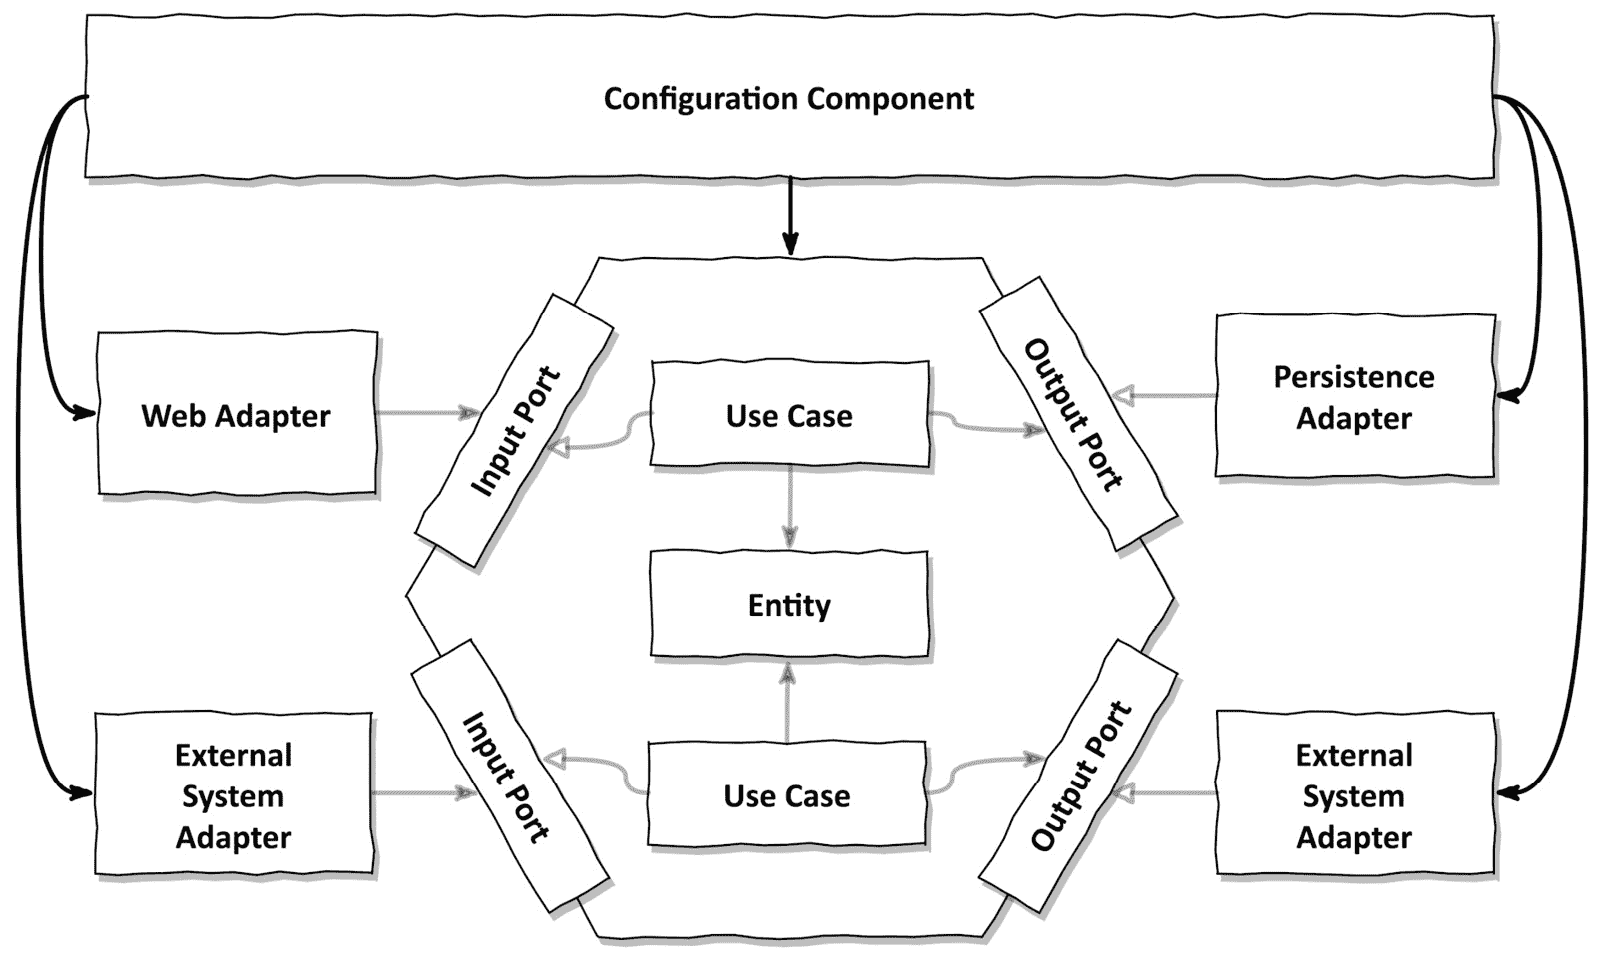 Configuration Component
Web Adapter
Input Port
Use Case
Output Port
Persistence
Adapter
Entity
External
System
Adapter
Input Port
Use Case
Output Port
External
System
Adapter